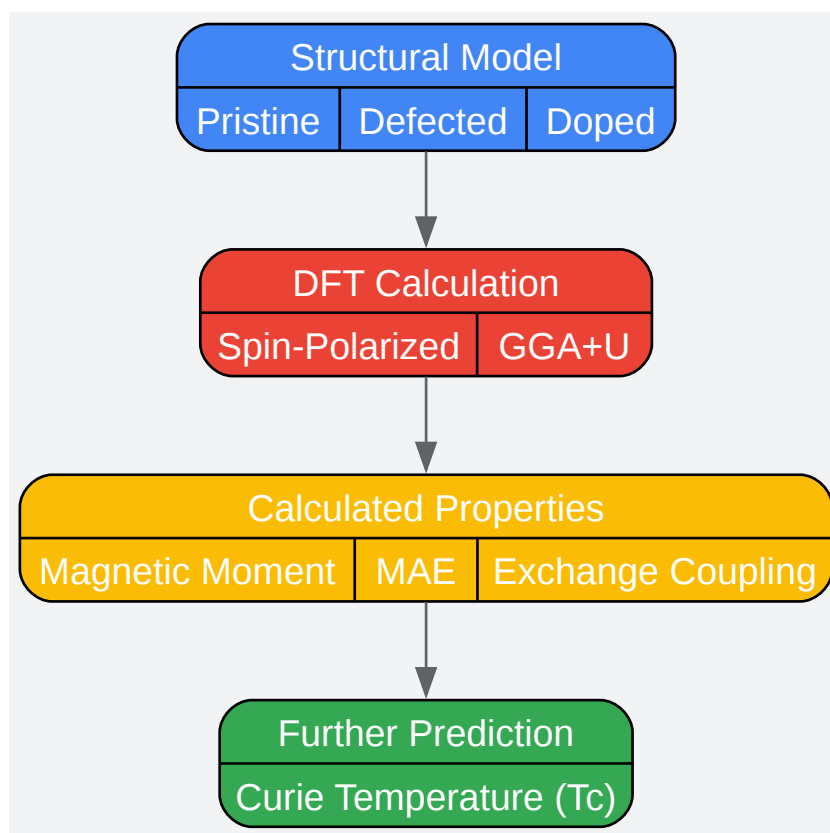 Structural Model
Pristine Defected Doped
DFT Calculation
Spin-Polarized GGA+U
Calculated Properties
Magnetic Moment MAE Exchange Coupling
Further Prediction
Curie Temperature (Tc)